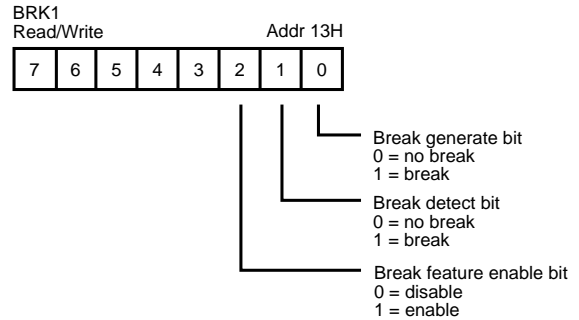 BRK1
Read/Write Addr 13H
7 6 5 4 3 2 1 0
Break generate bit
0 = no break
1 = break
Break detect bit
0 = no break
1 = break
Break feature enable bit
0 = disable
1 = enable